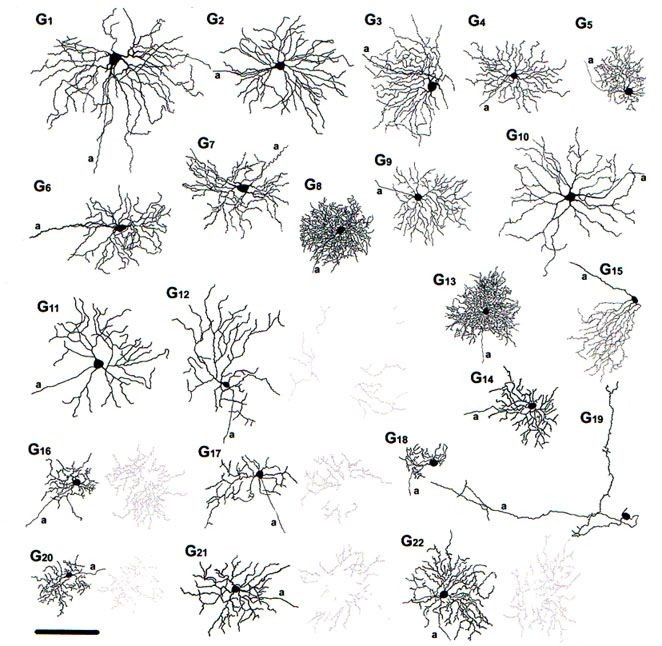 G1 G2 G3 G4 G5
a a a a a
G6 G7 G8 G9 G10
a a a a a
G11 G12 G13 G14 G15
a a a a a
G16 G17 G18 G19
a a a a
G20 G21 G22
a a a